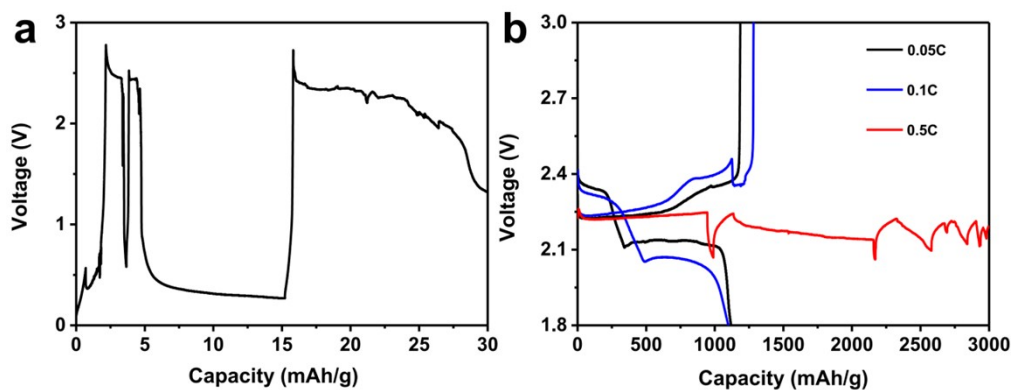 a
Voltage (V)
3
2
1
0
0 5 10 15 20 25 30
Capacity (mAh/g)
b
Voltage (V)
3.0
2.7
2.4
2.1
1.8
0.05C
0.1C
0.5C
0 500 1000 1500 2000 2500 3000
Capacity (mAh/g)